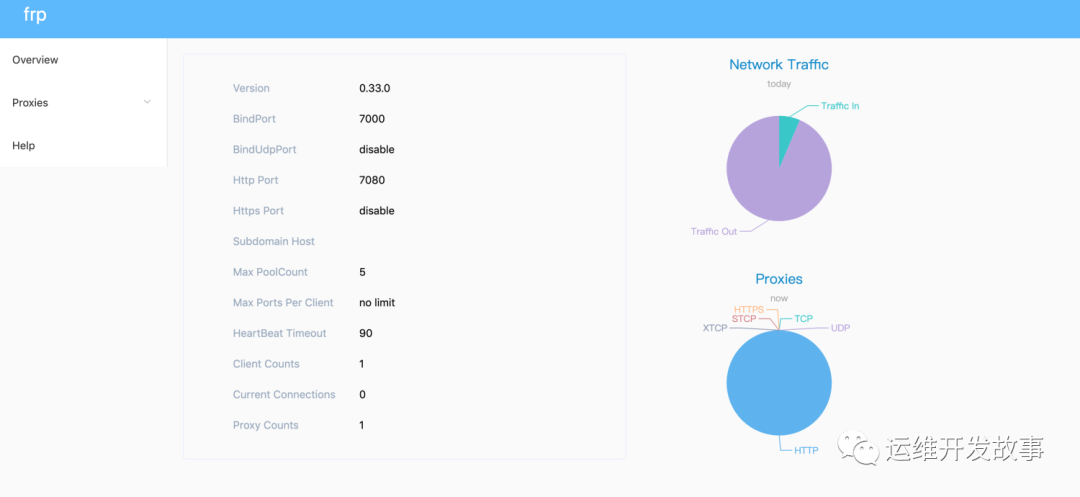 frp
Overview
Proxies
Help
Version 0.33.0
BindPort 7000
BindUdpPort disable
Http Port 7080
Https Port disable
Subdomain Host
Max PoolCount 5
Max Ports Per Client no limit
HeartBeat Timeout 90
Client Counts 1
Current Connections 0
Proxy Counts 1
Network Traffic
today
Traffic In
Traffic Out
Proxies
now
HTTPS
STCP TCP
XTCP UDP
HTTP
运维开发故事